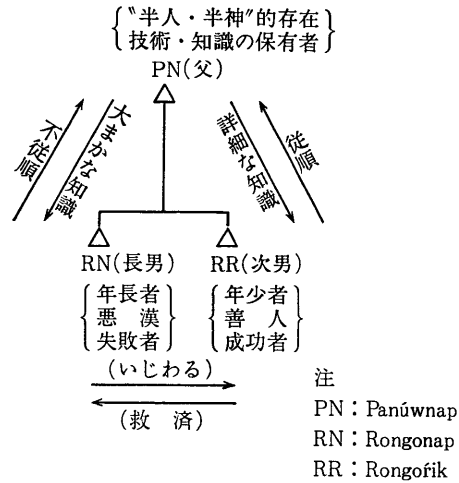 〝半人・半神〟的存在
技術・知識の保有者
PN(父)
不従順
大まかな知識
詳細な知識
従順
RN(長男)
RR(次男)
年長者
悪漢
失敗者
年少者
善人
成功者
(いじわる)
(救済)
注
PN：Panúwnap
RN：Rongonap
RR：Rongoŕik